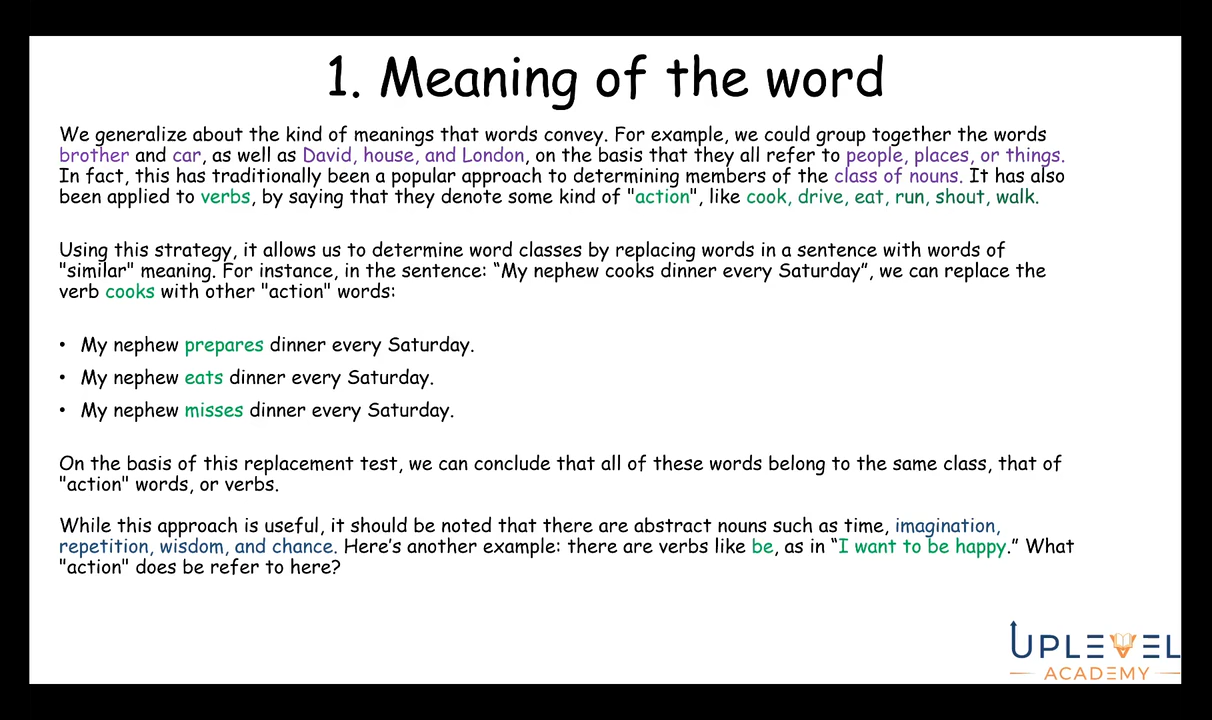 1. Meaning of the word
We generalize about the kind of meanings that words convey. For example, we could group together the words
brother and car, as well as David, house, and London, on the basis that they all refer to people, places, or things.
In fact, this has traditionally been a popular approach to determining members of the class of nouns. It has also
been applied to verbs, by saying that they denote some kind of "action", like cook, drive, eat, run, shout, walk.
Using this strategy, it allows us to determine word classes by replacing words in a sentence with words of
"similar" meaning. For instance, in the sentence: “My nephew cooks dinner every Saturday”, we can replace the
verb cooks with other "action" words:
• My nephew prepares dinner every Saturday.
• My nephew eats dinner every Saturday.
• My nephew misses dinner every Saturday.
On the basis of this replacement test, we can conclude that all of these words belong to the same class, that of
"action" words, or verbs.
While this approach is useful, it should be noted that there are abstract nouns such as time, imagination,
repetition, wisdom, and chance. Here’s another example: there are verbs like be, as in “I want to be happy.” What
"action" does be refer to here?
UPLEVEL
ACADEMY